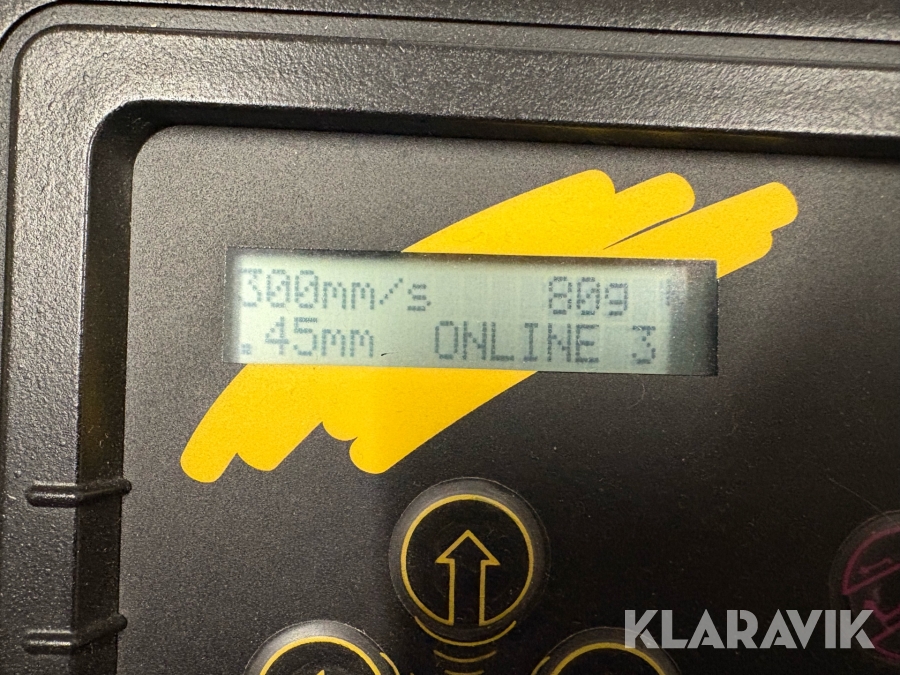 300mm/s 80g
.45mm ONLINE 3
KLARAVIK